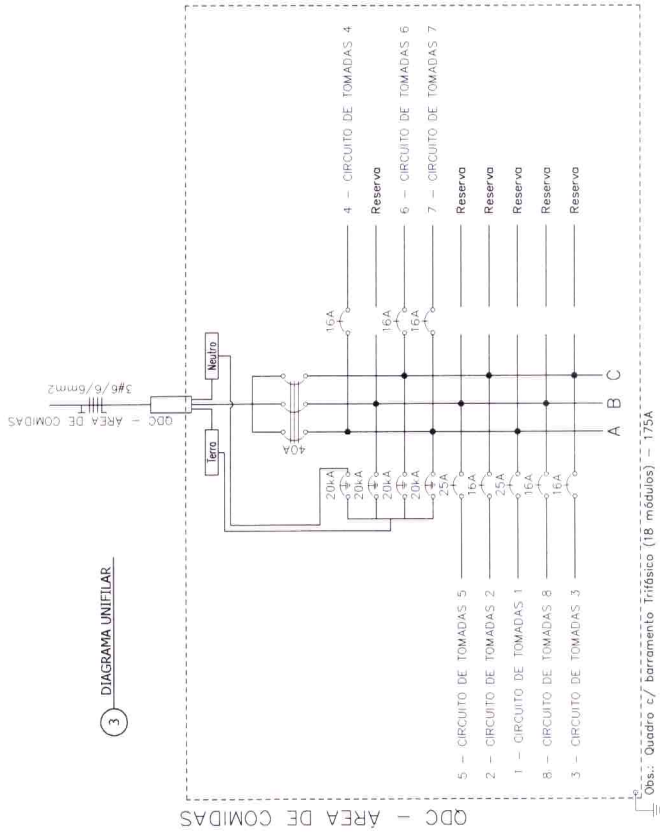 3 DIAGRAMA UNIFILAR
QDC - ÁREA DE COMIDAS
3#6/6/6mm2
QDC - ÁREA DE COMIDAS
Terra
Neutro
40A
20kA
20kA
20kA
20kA
25A
16A
25A
16A
16A
16A
16A
16A
4 - CIRCUITO DE TOMADAS 4
Reserva
6 - CIRCUITO DE TOMADAS 6
7 - CIRCUITO DE TOMADAS 7
5 - CIRCUITO DE TOMADAS 5
Reserva
2 - CIRCUITO DE TOMADAS 2
Reserva
1 - CIRCUITO DE TOMADAS 1
Reserva
8 - CIRCUITO DE TOMADAS 8
Reserva
3 - CIRCUITO DE TOMADAS 3
Reserva
A
B
C
Obs.: Quadro c/ barramento Trifásico (18 módulos) - 175A